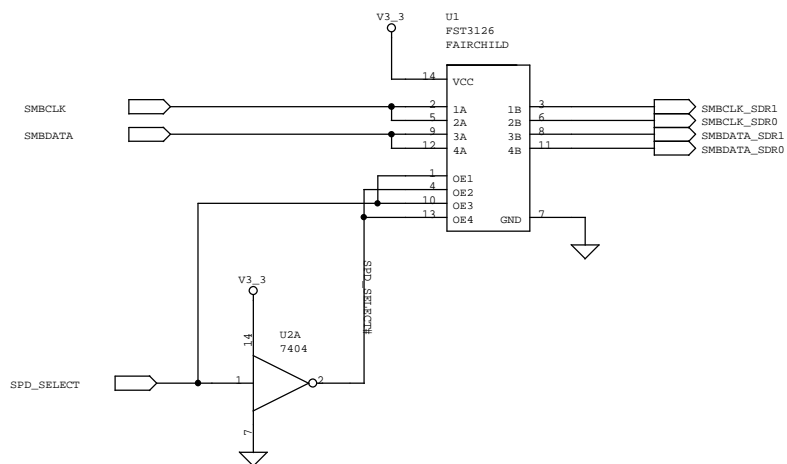 V3_3
U1
FST3126
FAIRCHILD
14 VCC
SMBCLK
2 1A 1B 3 SMBCLK_SDR1
5 2A 2B 6 SMBCLK_SDR0
SMBDATA
9 3A 3B 8 SMBDATA_SDR1
12 4A 4B 11 SMBDATA_SDR0
1 OE1
4 OE2
10 OE3
13 OE4 GND 7
SPD_SELECT#
V3_3
U2A
7404
14
SPD_SELECT
1 2
7